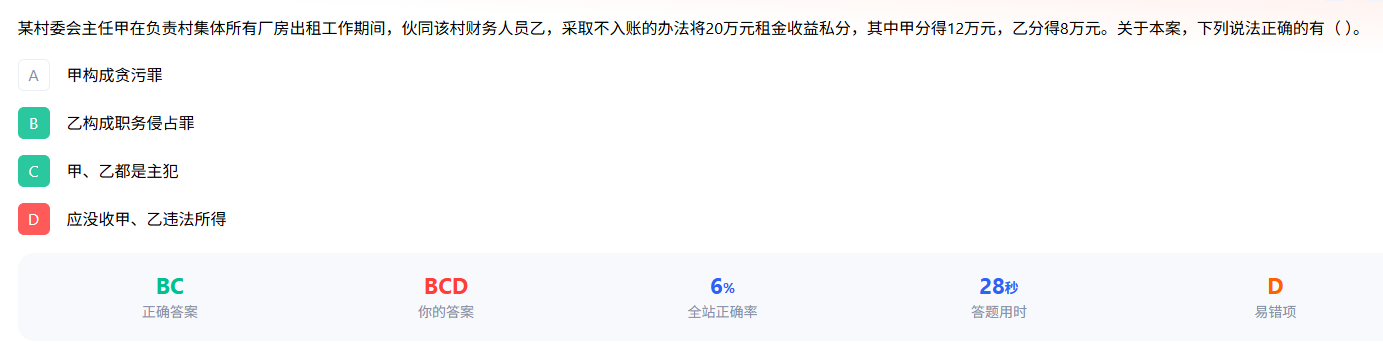 某村委会主任甲在负责村集体所有厂房出租工作期间，伙同该村财务人员乙，采取不入账的办法将20万元租金收益私分，其中甲分得12万元，乙分得8万元。关于本案，下列说法正确的有（ ）。
A 甲构成贪污罪
B 乙构成职务侵占罪
C 甲、乙都是主犯
D 应没收甲、乙违法所得
BC BCD 6% 28秒 D
正确答案 你的答案 全站正确率 答题用时 易错项